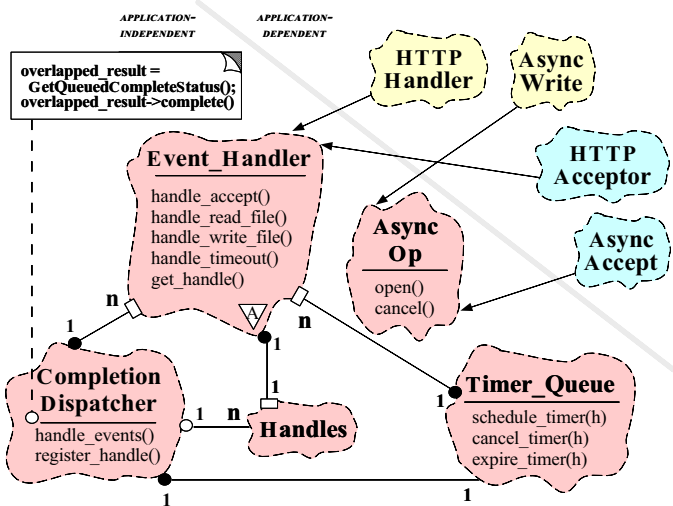 APPLICATION-
INDEPENDENT
APPLICATION-
DEPENDENT
overlapped_result =
GetQueuedCompleteStatus();
overlapped_result->complete()
HTTP
Handler
Async
Write
HTTP
Acceptor
Async
Accept
Event_Handler
handle_accept()
handle_read_file()
handle_write_file()
handle_timeout()
get_handle()
A
Async
Op
open()
cancel()
n
1
n
1
1
1
Completion
Dispatcher
handle_events()
register_handle()
1
n
Handles
Timer_Queue
schedule_timer(h)
cancel_timer(h)
expire_timer(h)
1
1